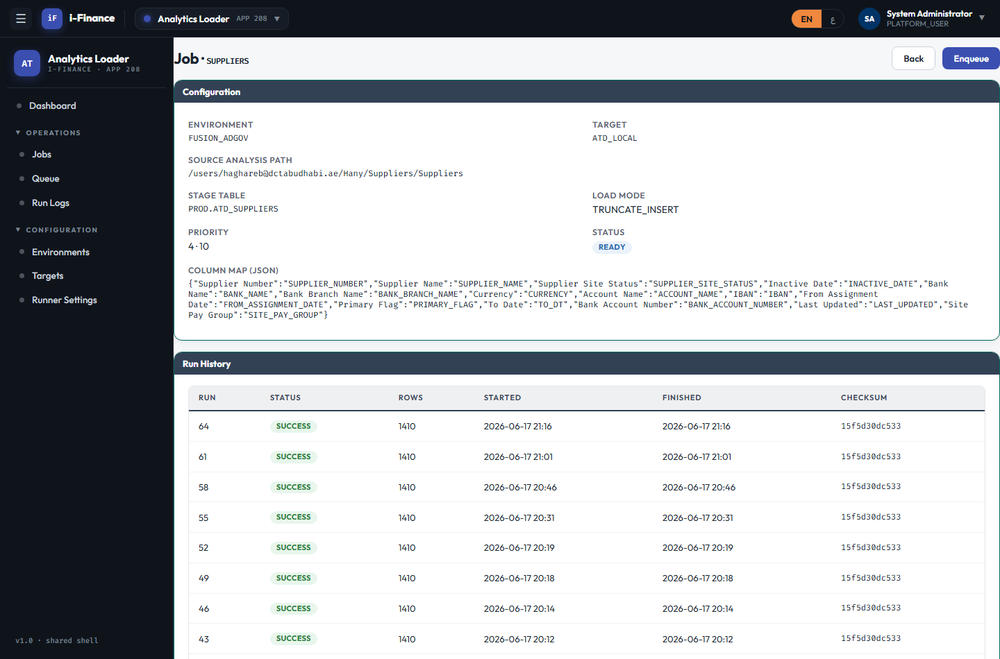 ☰ iF i-Finance Analytics Loader APP 208 ▼ EN ع SA System Administrator ▼
PLATFORM_USER
AT Analytics Loader
I-FINANCE · APP 208
Dashboard
▼ OPERATIONS
Jobs
Queue
Run Logs
▼ CONFIGURATION
Environments
Targets
Runner Settings
v1.0 · shared shell
Job · SUPPLIERS Back Enqueue
Configuration
ENVIRONMENT TARGET
FUSION_ADGOV ATD_LOCAL
SOURCE ANALYSIS PATH
/users/haghareb@dctabudhabi.ae/Hany/Suppliers/Suppliers
STAGE TABLE LOAD MODE
PROD.ATD_SUPPLIERS TRUNCATE_INSERT
PRIORITY STATUS
4 · 10 READY
COLUMN MAP (JSON)
{"Supplier Number":"SUPPLIER_NUMBER","Supplier Name":"SUPPLIER_NAME","Supplier Site Status":"SUPPLIER_SITE_STATUS","Inactive Date":"INACTIVE_DATE","Bank
Name":"BANK_NAME","Bank Branch Name":"BANK_BRANCH_NAME","Currency":"CURRENCY","Account Name":"ACCOUNT_NAME","IBAN":"IBAN","From Assignment
Date":"FROM_ASSIGNMENT_DATE","Primary Flag":"PRIMARY_FLAG","To Date":"TO_DT","Bank Account Number":"BANK_ACCOUNT_NUMBER","Last Updated":"LAST_UPDATED","Site
Pay Group":"SITE_PAY_GROUP"}
Run History
RUN STATUS ROWS STARTED FINISHED CHECKSUM
64 SUCCESS 1410 2026-06-17 21:16 2026-06-17 21:16 15f5d30dc533
61 SUCCESS 1410 2026-06-17 21:01 2026-06-17 21:01 15f5d30dc533
58 SUCCESS 1410 2026-06-17 20:46 2026-06-17 20:46 15f5d30dc533
55 SUCCESS 1410 2026-06-17 20:31 2026-06-17 20:31 15f5d30dc533
52 SUCCESS 1410 2026-06-17 20:19 2026-06-17 20:19 15f5d30dc533
49 SUCCESS 1410 2026-06-17 20:18 2026-06-17 20:18 15f5d30dc533
46 SUCCESS 1410 2026-06-17 20:14 2026-06-17 20:14 15f5d30dc533
43 SUCCESS 1410 2026-06-17 20:12 2026-06-17 20:12 15f5d30dc533